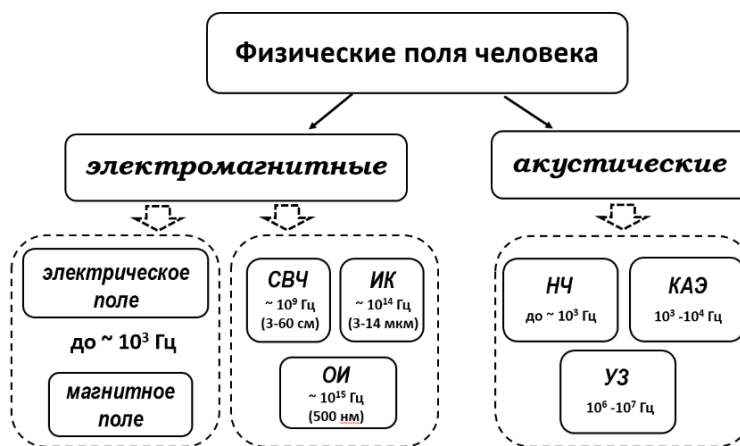 Физические поля человека
электромагнитные
акустические
электрическое
поле
до ~ 10³ Гц
магнитное
поле
СВЧ
~ 10⁹ Гц
(3-60 см)
ИК
~ 10¹⁴ Гц
(3-14 мкм)
ОИ
~ 10¹⁵ Гц
(500 нм)
НЧ
до ~ 10³ Гц
КАЭ
10³ -10⁴ Гц
УЗ
10⁶ -10⁷ Гц